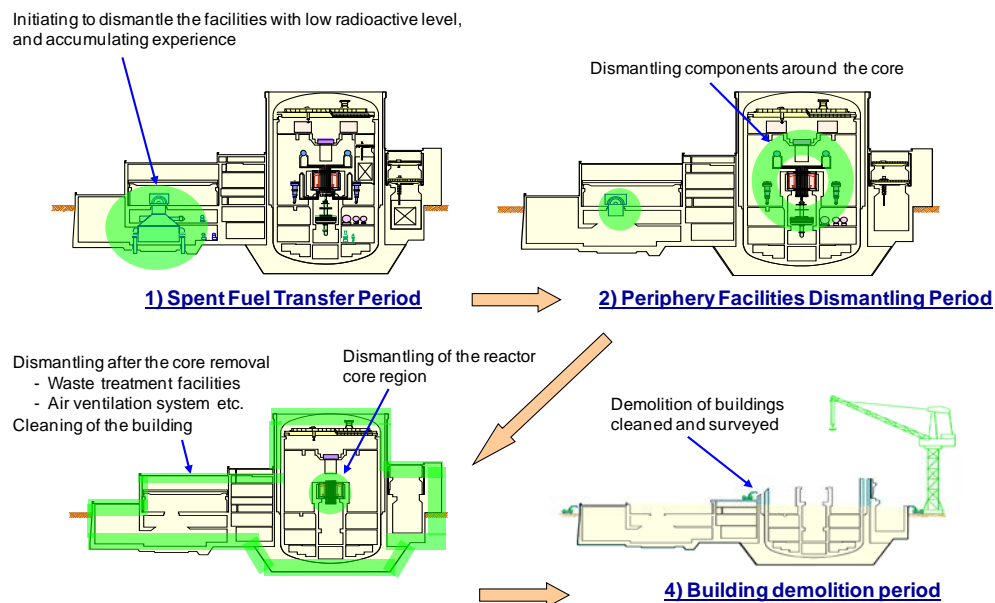 Initiating to dismantle the facilities with low radioactive level,
and accumulating experience
Dismantling components around the core
1) Spent Fuel Transfer Period
2) Periphery Facilities Dismantling Period
Dismantling after the core removal
- Waste treatment facilities
- Air ventilation system etc.
Cleaning of the building
Dismantling of the reactor
core region
Demolition of buildings
cleaned and surveyed
4) Building demolition period